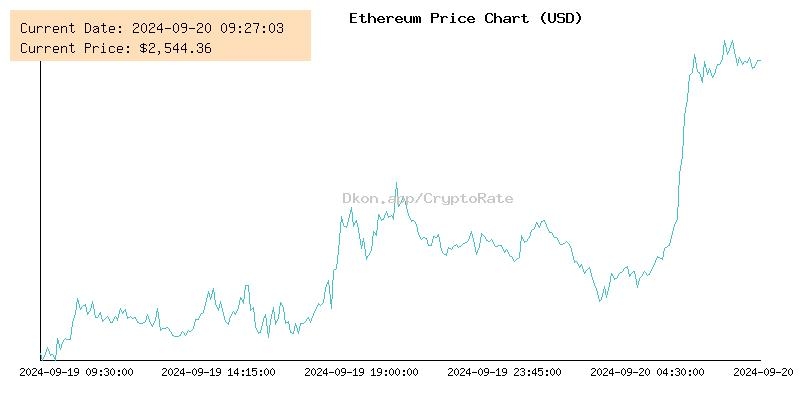 Ethereum Price Chart (USD)
Current Date: 2024-09-20 09:27:03
Current Price: $2,544.36
Dkon.app/CryptoRate
2024-09-19 09:30:00 2024-09-19 14:15:00 2024-09-19 19:00:00 2024-09-19 23:45:00 2024-09-20 04:30:00 2024-09-20